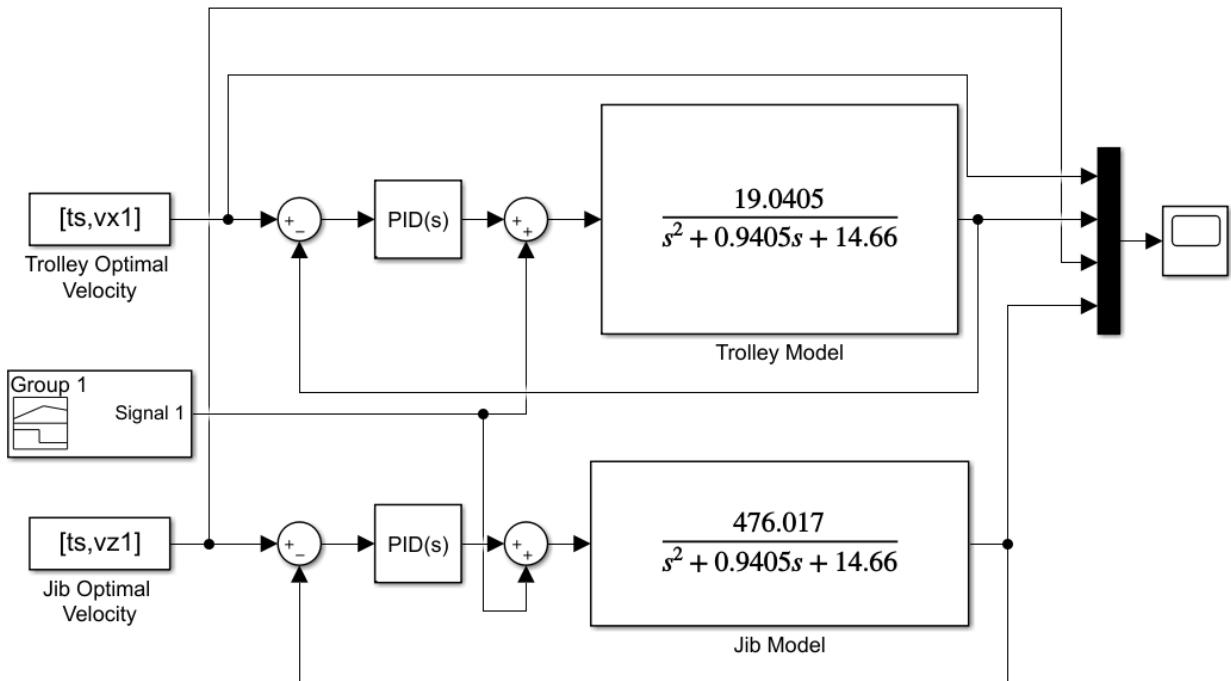 [ts,vx1]
Trolley Optimal
Velocity
+
−
PID(s)
+
+
19.0405
s² + 0.9405s + 14.66
Trolley Model
Group 1
Signal 1
[ts,vz1]
Jib Optimal
Velocity
+
−
PID(s)
+
+
476.017
s² + 0.9405s + 14.66
Jib Model